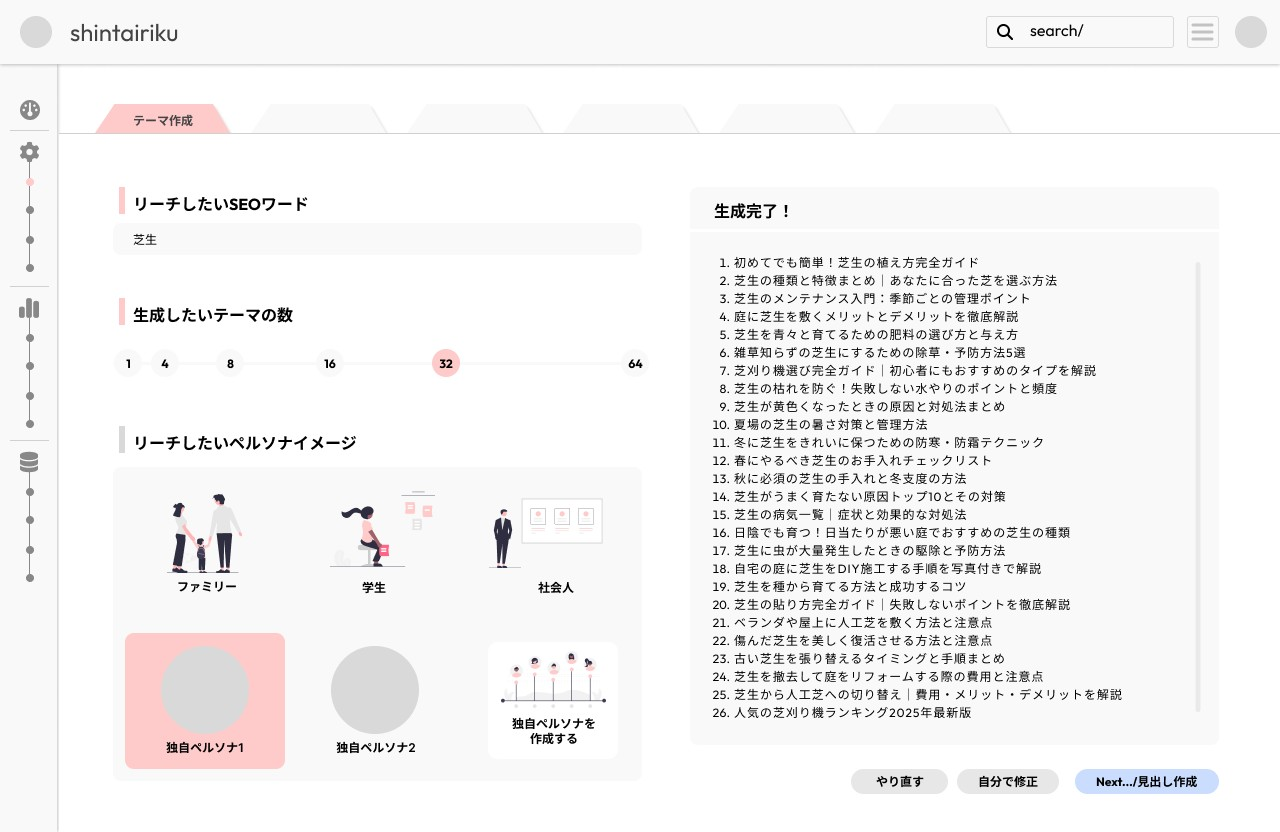 shintairiku
search/
テーマ作成
リーチしたいSEOワード
芝生
生成したいテーマの数
1 4 8 16 32 64
リーチしたいペルソナイメージ
ファミリー
学生
社会人
独自ペルソナ1
独自ペルソナ2
独自ペルソナを
作成する
生成完了！
1. 初めてでも簡単！芝生の植え方完全ガイド
2. 芝生の種類と特徴まとめ｜あなたに合った芝を選ぶ方法
3. 芝生のメンテナンス入門：季節ごとの管理ポイント
4. 庭に芝生を敷くメリットとデメリットを徹底解説
5. 芝生を青々と育てるための肥料の選び方と与え方
6. 雑草知らずの芝生にするための除草・予防方法5選
7. 芝刈り機選び完全ガイド｜初心者にもおすすめのタイプを解説
8. 芝生の枯れを防ぐ！失敗しない水やりのポイントと頻度
9. 芝生が黄色くなったときの原因と対処法まとめ
10. 夏場の芝生の暑さ対策と管理方法
11. 冬に芝生をきれいに保つための防寒・防霜テクニック
12. 春にやるべき芝生のお手入れチェックリスト
13. 秋に必須の芝生の手入れと冬支度の方法
14. 芝生がうまく育たない原因トップ10とその対策
15. 芝生の病気一覧｜症状と効果的な対処法
16. 日陰でも育つ！日当たりが悪い庭でおすすめの芝生の種類
17. 芝生に虫が大量発生したときの駆除と予防方法
18. 自宅の庭に芝生をDIY施工する手順を写真付きで解説
19. 芝生を種から育てる方法と成功するコツ
20. 芝生の貼り方完全ガイド｜失敗しないポイントを徹底解説
21. ベランダや屋上に人工芝を敷く方法と注意点
22. 傷んだ芝生を美しく復活させる方法と注意点
23. 古い芝生を張り替えるタイミングと手順まとめ
24. 芝生を撤去して庭をリフォームする際の費用と注意点
25. 芝生から人工芝への切り替え｜費用・メリット・デメリットを解説
26. 人気の芝刈り機ランキング2025年最新版
やり直す
自分で修正
Next.../見出し作成